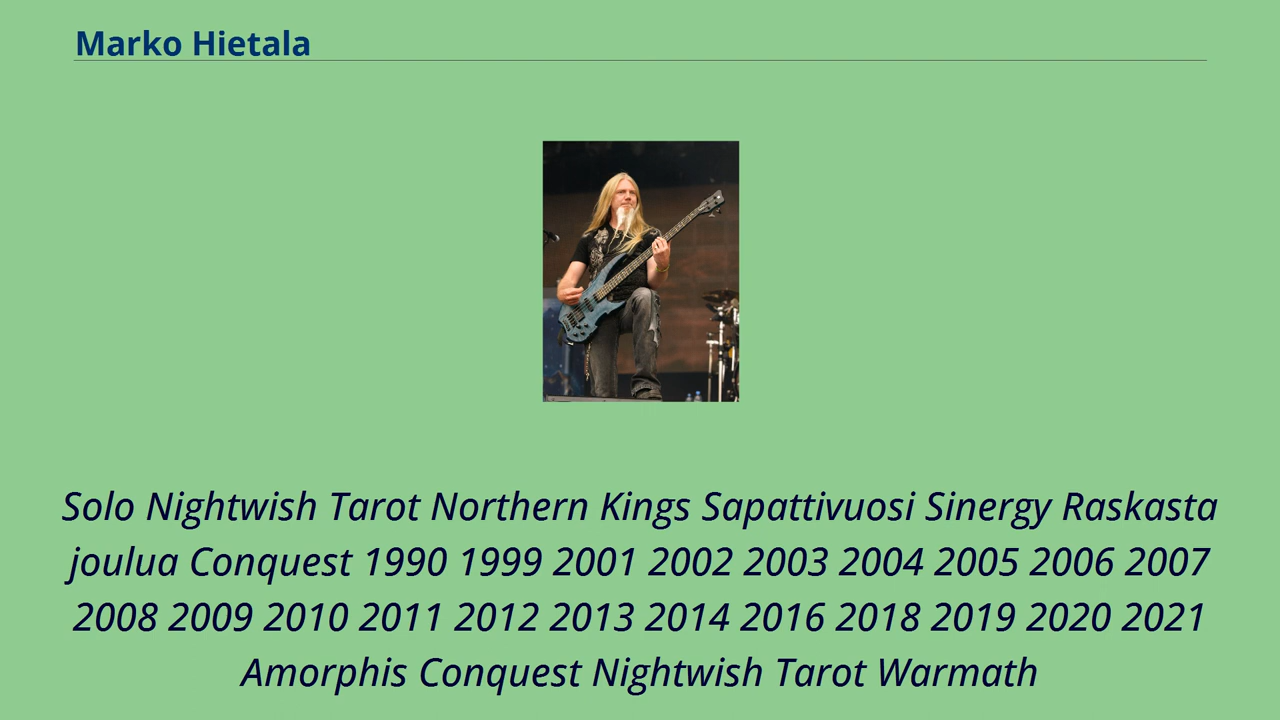 Marko Hietala
Solo Nightwish Tarot Northern Kings Sapattivuosi Sinergy Raskasta
joulua Conquest 1990 1999 2001 2002 2003 2004 2005 2006 2007
2008 2009 2010 2011 2012 2013 2014 2016 2018 2019 2020 2021
Amorphis Conquest Nightwish Tarot Warmath